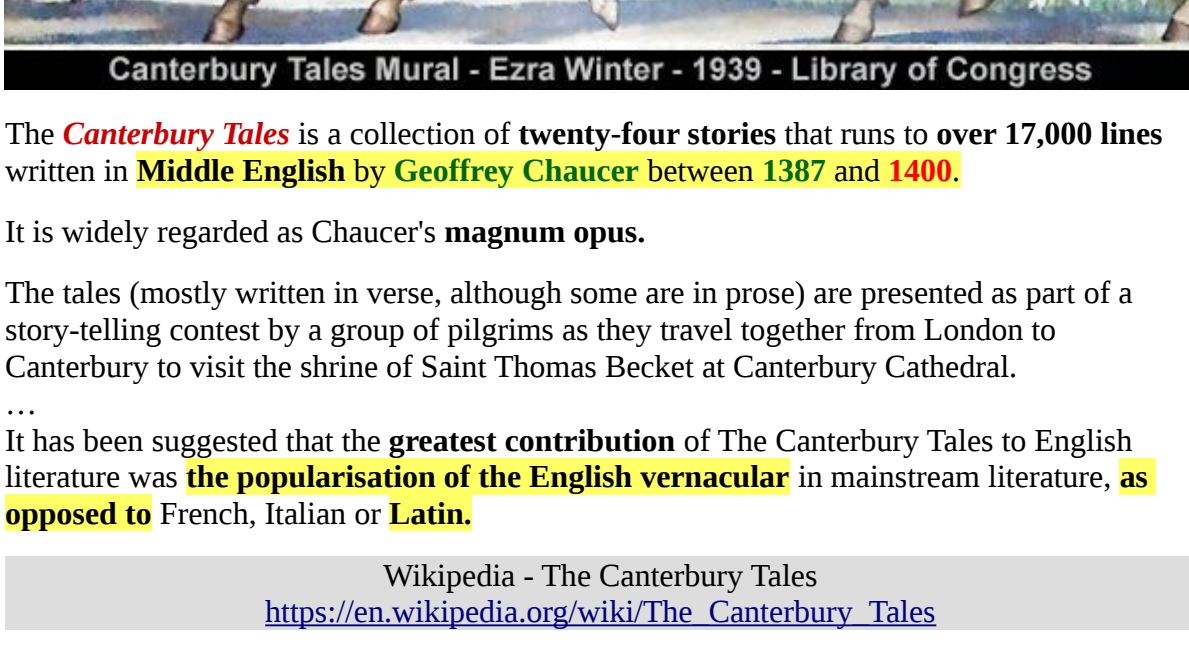 Canterbury Tales Mural - Ezra Winter - 1939 - Library of Congress
The Canterbury Tales is a collection of twenty-four stories that runs to over 17,000 lines
written in Middle English by Geoffrey Chaucer between 1387 and 1400.
It is widely regarded as Chaucer's magnum opus.
The tales (mostly written in verse, although some are in prose) are presented as part of a
story-telling contest by a group of pilgrims as they travel together from London to
Canterbury to visit the shrine of Saint Thomas Becket at Canterbury Cathedral.
…
It has been suggested that the greatest contribution of The Canterbury Tales to English
literature was the popularisation of the English vernacular in mainstream literature, as
opposed to French, Italian or Latin.
Wikipedia - The Canterbury Tales
https://en.wikipedia.org/wiki/The_Canterbury_Tales